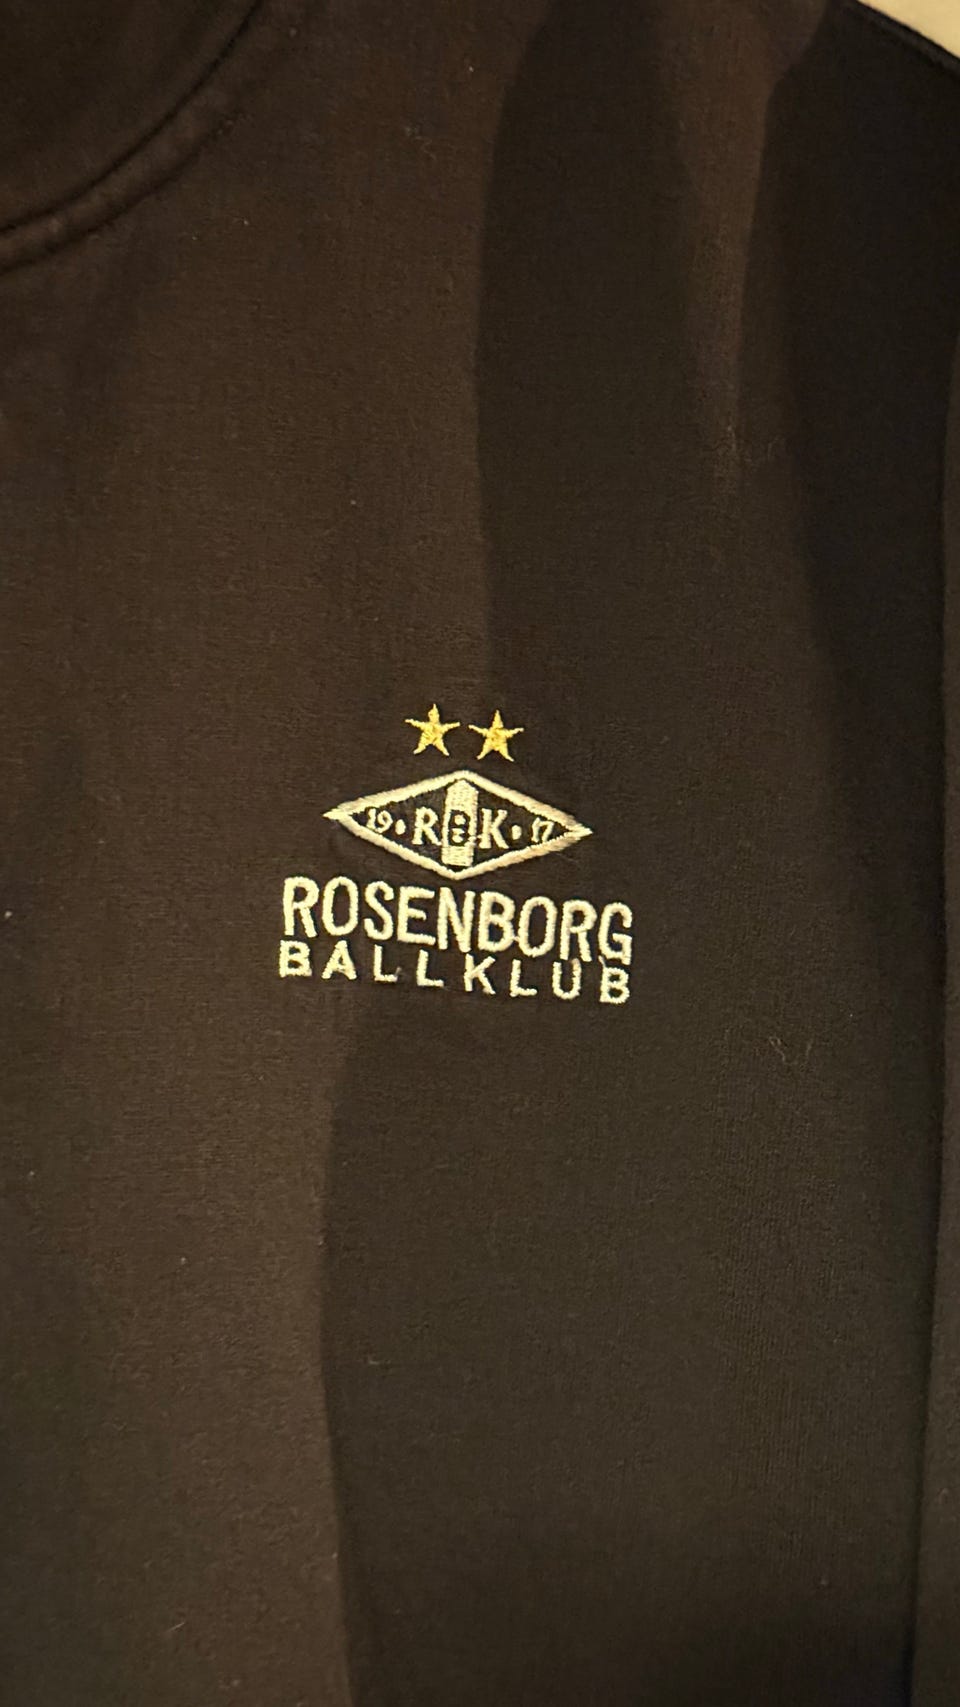 19 • RBK • 17
ROSENBORG
BALLKLUB